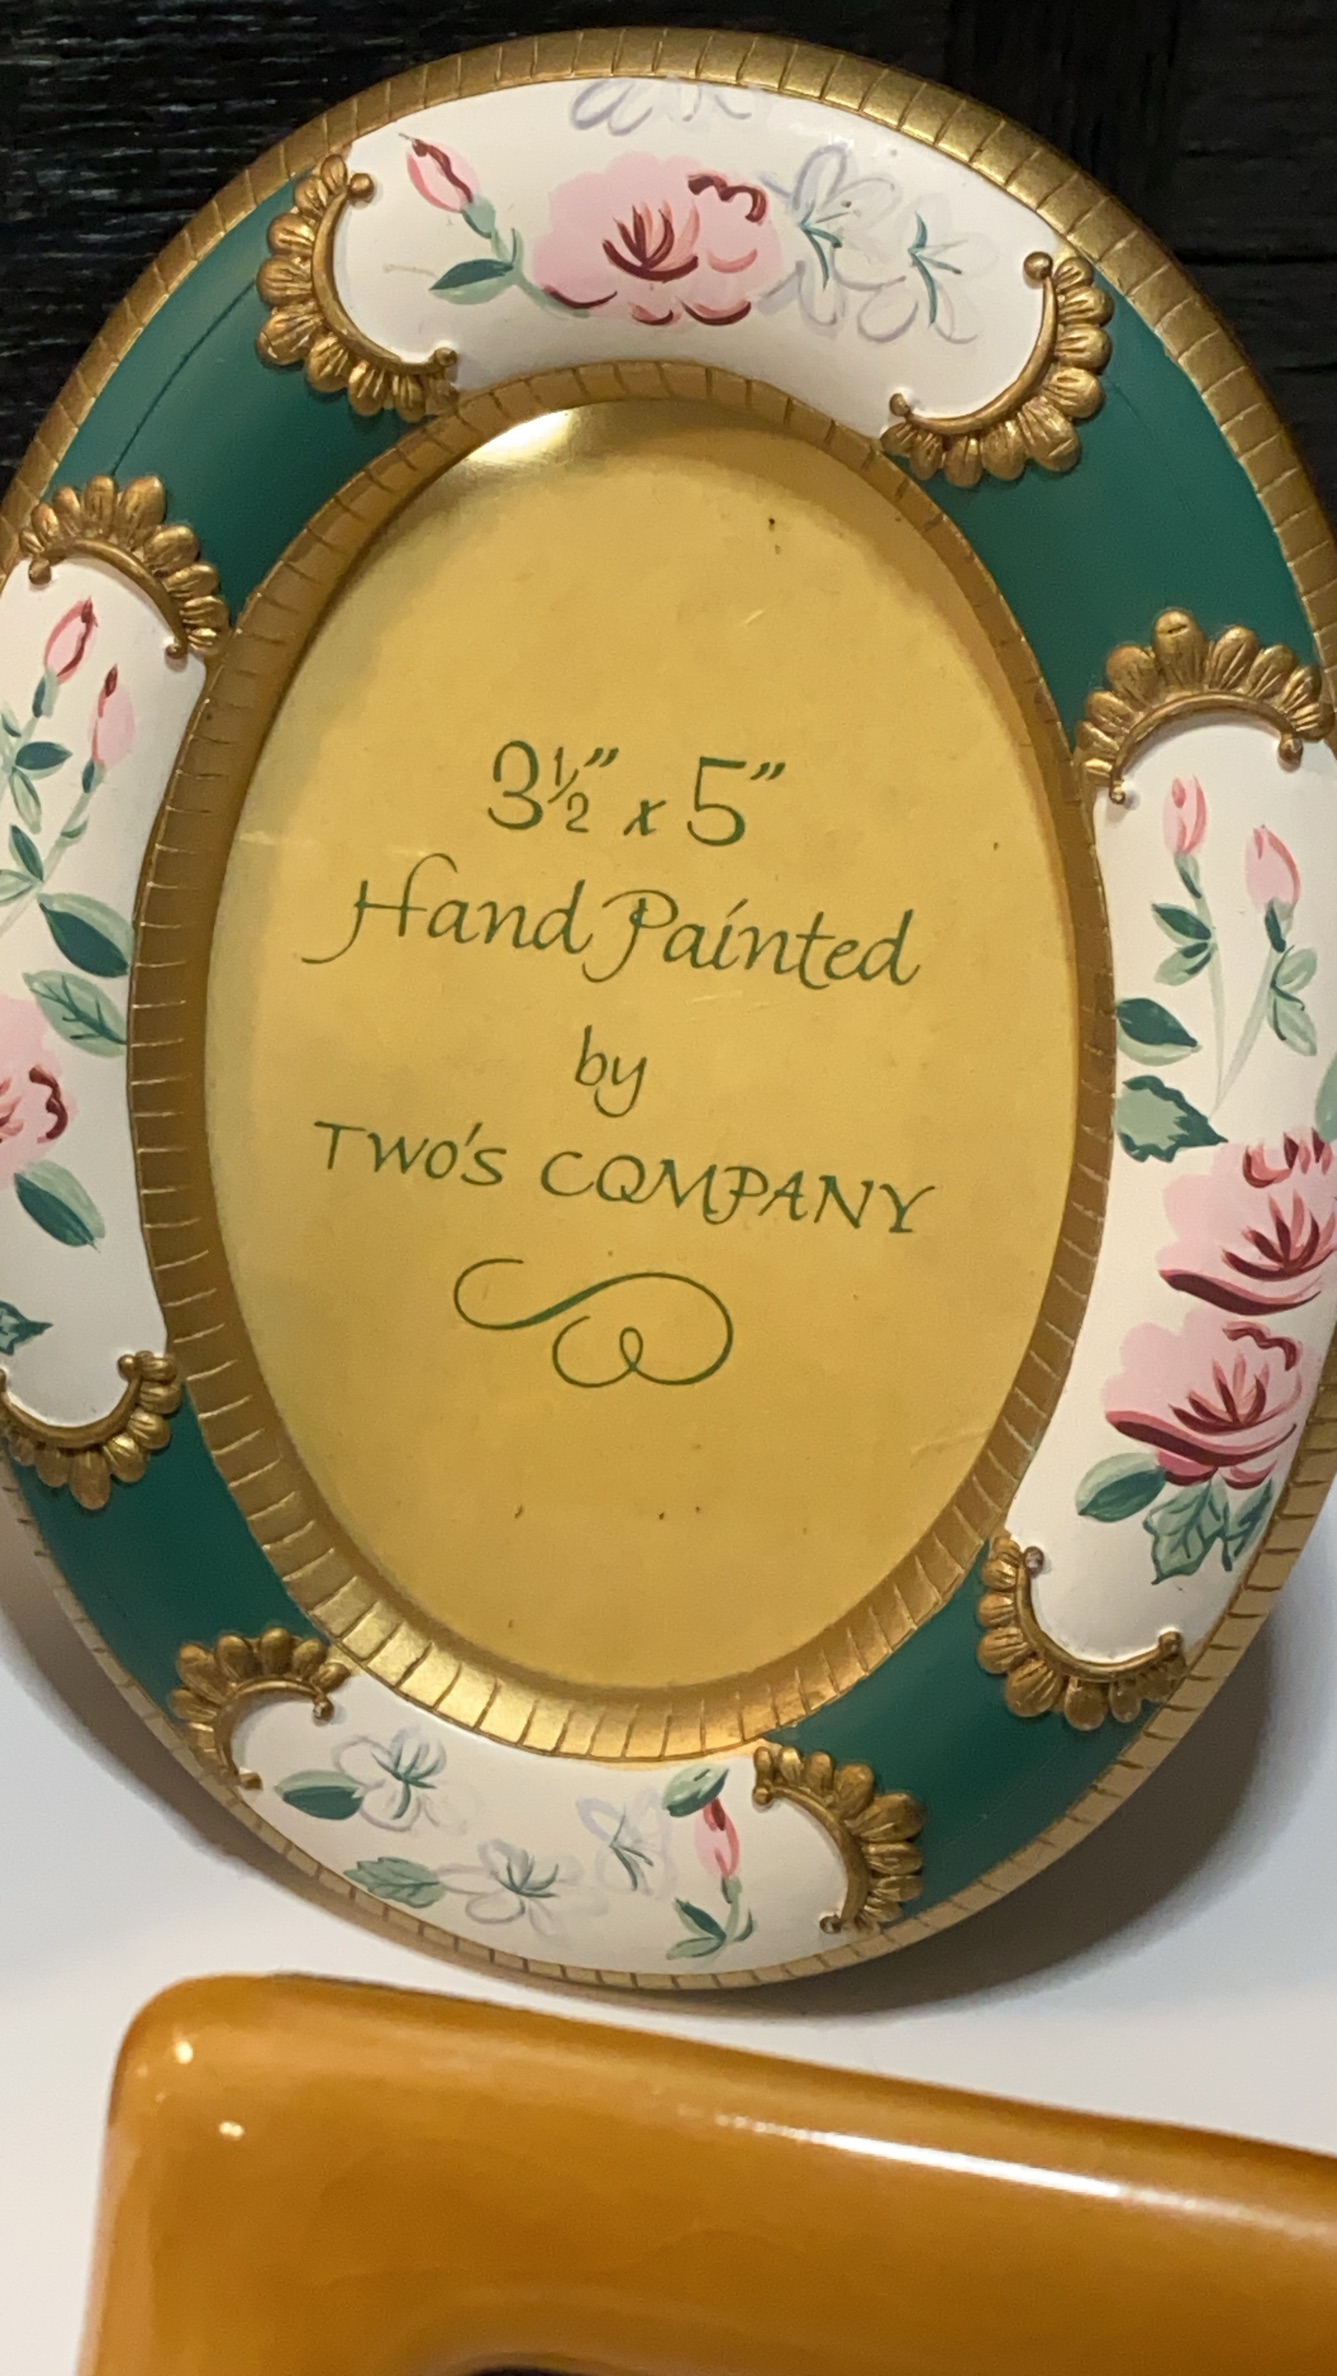 3½" x 5"
Hand Painted
by
TWO'S COMPANY